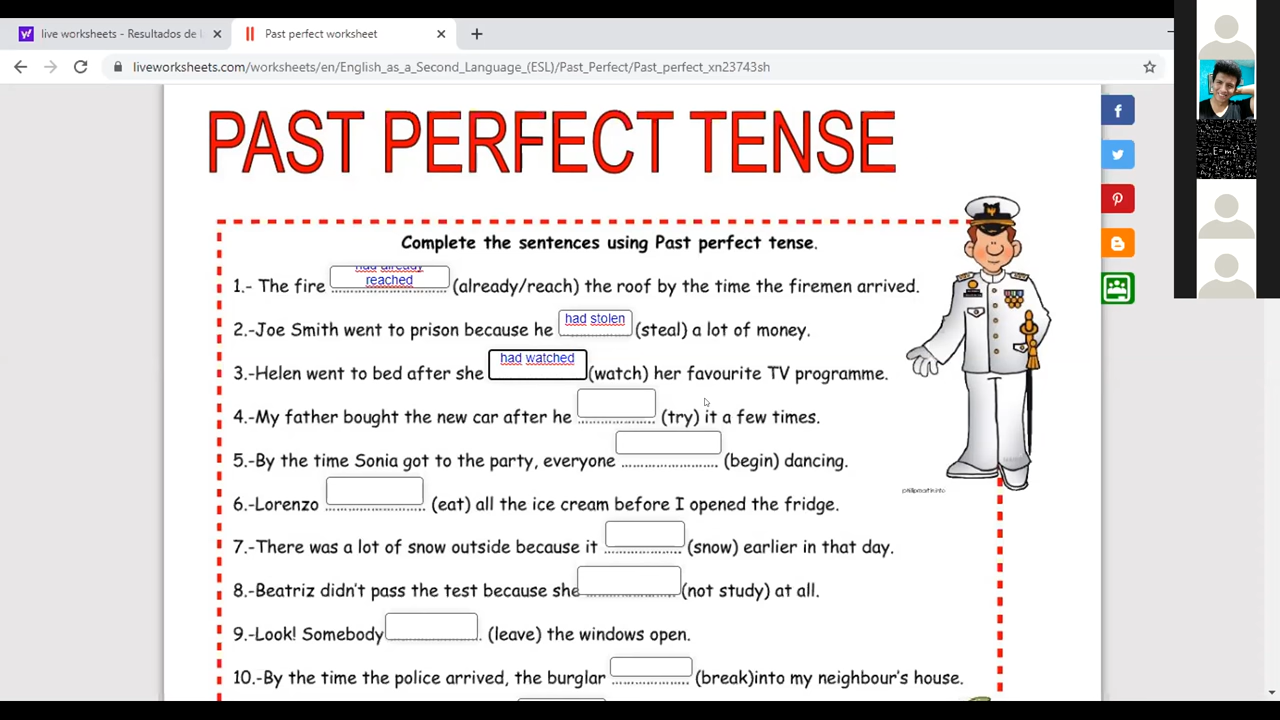 live worksheets - Resultados de l
Past perfect worksheet
liveworksheets.com/worksheets/en/English_as_a_Second_Language_(ESL)/Past_Perfect/Past_perfect_xn23743sh
PAST PERFECT TENSE
Complete the sentences using Past perfect tense.
1.- The fire had already reached (already/reach) the roof by the time the firemen arrived.
2.-Joe Smith went to prison because he had stolen (steal) a lot of money.
3.-Helen went to bed after she had watched (watch) her favourite TV programme.
4.-My father bought the new car after he ............... (try) it a few times.
5.-By the time Sonia got to the party, everyone .................... (begin) dancing.
6.-Lorenzo .................... (eat) all the ice cream before I opened the fridge.
7.-There was a lot of snow outside because it ................ (snow) earlier in that day.
8.-Beatriz didn't pass the test because she .................. (not study) at all.
9.-Look! Somebody . (leave) the windows open.
10.-By the time the police arrived, the burglar ................ (break)into my neighbour's house.
philipmartin.info
E=mc²